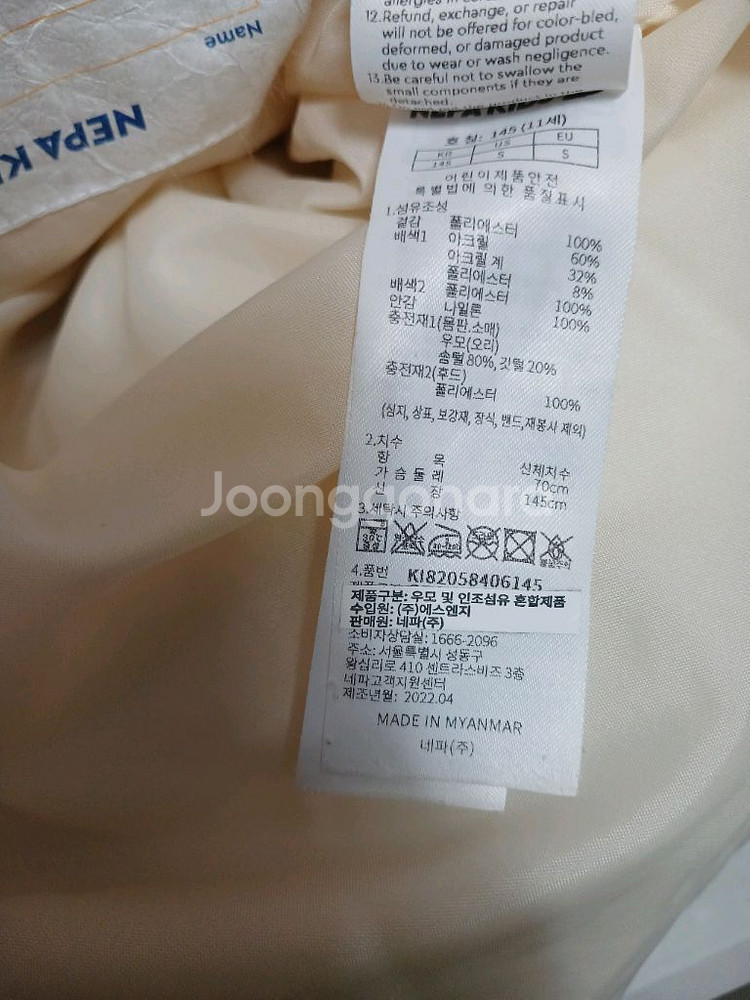 Name
NEPA KI
allergies in
12.Refund, exchange, or repair
will not be offered for color-bled,
deformed, or damaged product
due to wear or wash negligence.
13.Be careful not to swallow the
small components if they are
detached.
호 칭: 145 (11세)
KR US EU
145 S S
어린이제품안전
특별법에 의한 품질표시
1.섬유조성
겉감 폴리에스터 100%
배색1 아크릴 60%
아크릴 계 32%
폴리에스터 8%
배색2 폴리에스터 100%
안감 나일론 100%
충전재1(몸판.소매)
우모(오리)
솜털 80%, 깃털 20%
충전재2(후드)
폴리에스터 100%
(심지, 상표, 보강재, 장식, 밴드,재봉사 제외)
2.치수
항 목 신체치수
가 슴 둘 레 70cm
신 장 145cm
3.세탁시 주의사항
4.품번 KI82058406145
제품구분: 우모 및 인조섬유 혼합제품
수입원: (주)에스엔지
판매원: 네파(주)
소비자상담실: 1666-2096
주소: 서울특별시 성동구
왕십리로 410 센트라스비즈 3층
네파고객지원센터
제조년월: 2022.04
MADE IN MYANMAR
네파(주)
Joongonara